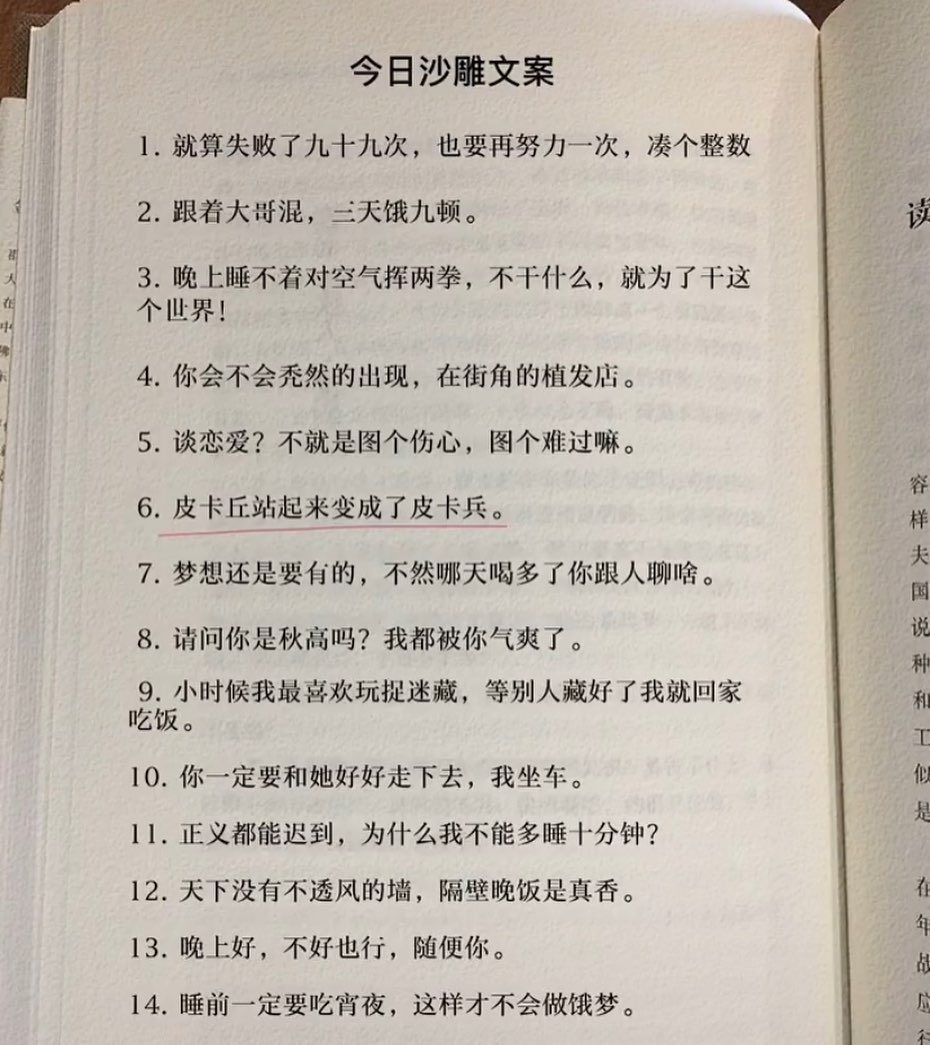 今日沙雕文案
1. 就算失败了九十九次，也要再努力一次，凑个整数
2. 跟着大哥混，三天饿九顿。
3. 晚上睡不着对空气挥两拳，不干什么，就为了干这
个世界！
4. 你会不会秃然的出现，在街角的植发店。
5. 谈恋爱？不就是图个伤心，图个难过嘛。
6. 皮卡丘站起来变成了皮卡兵。
7. 梦想还是要有的，不然哪天喝多了你跟人聊啥。
8. 请问你是秋高吗？我都被你气爽了。
9. 小时候我最喜欢玩捉迷藏，等别人藏好了我就回家
吃饭。
10. 你一定要和她好好走下去，我坐车。
11. 正义都能迟到，为什么我不能多睡十分钟？
12. 天下没有不透风的墙，隔壁晚饭是真香。
13. 晚上好，不好也行，随便你。
14. 睡前一定要吃宵夜，这样才不会做饿梦。
容
样
夫
国
说
种
和
工
似
是
在
年
战